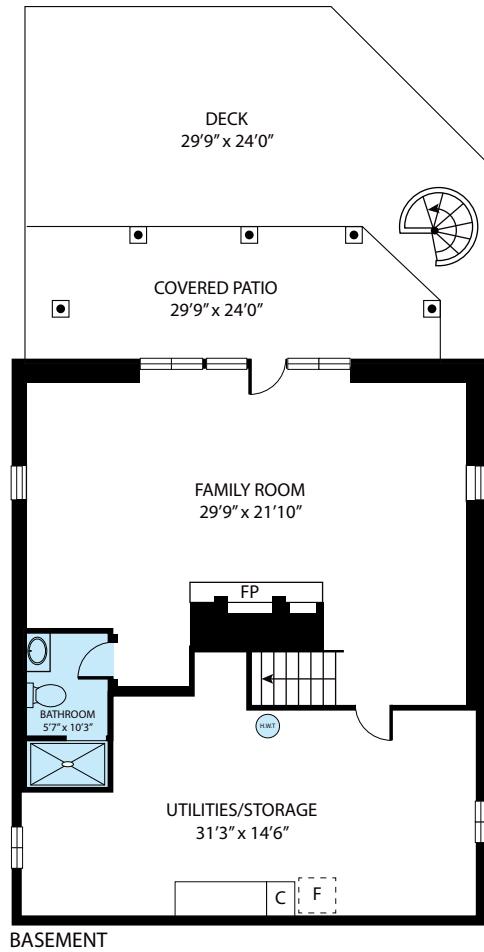 DECK
29'9" x 24'0"
COVERED PATIO
29'9" x 24'0"
FAMILY ROOM
29'9" x 21'10"
FP
BATHROOM
5'7" x 10'3"
H.W.T
UTILITIES/STORAGE
31'3" x 14'6"
C
F
BASEMENT